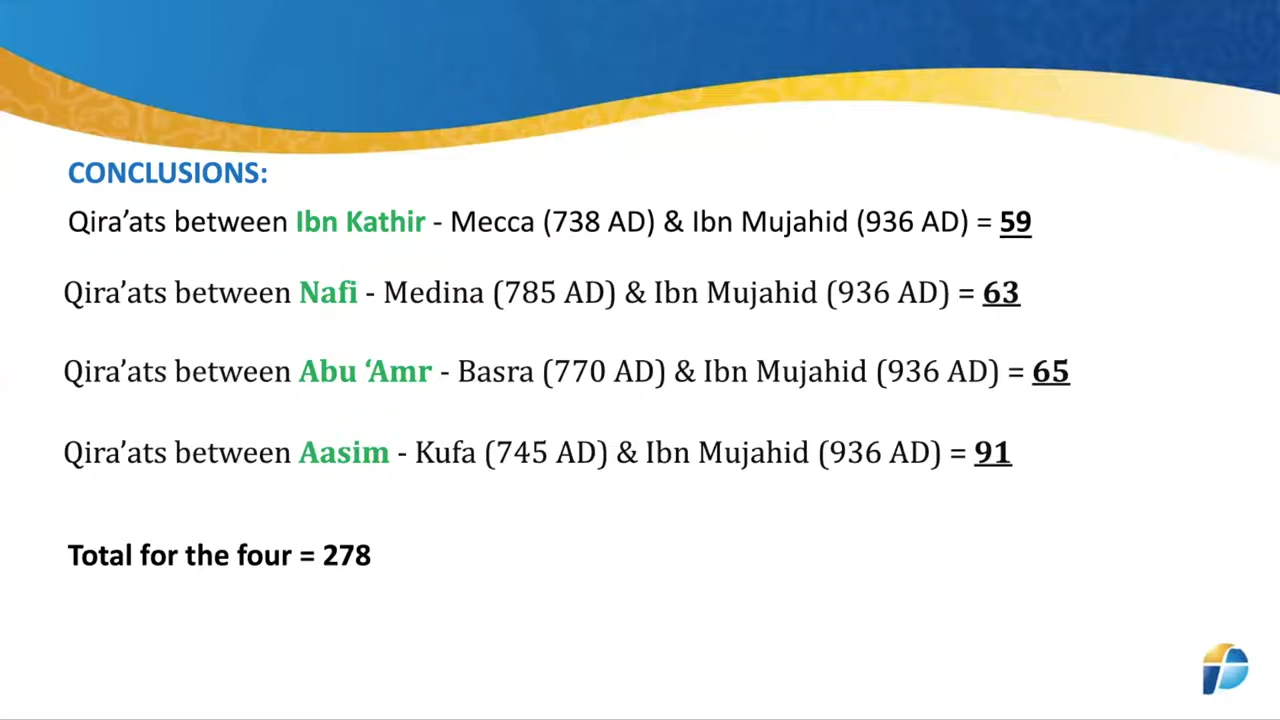 CONCLUSIONS:
Qira’ats between Ibn Kathir - Mecca (738 AD) & Ibn Mujahid (936 AD) = 59
Qira’ats between Nafi - Medina (785 AD) & Ibn Mujahid (936 AD) = 63
Qira’ats between Abu ‘Amr - Basra (770 AD) & Ibn Mujahid (936 AD) = 65
Qira’ats between Aasim - Kufa (745 AD) & Ibn Mujahid (936 AD) = 91
Total for the four = 278